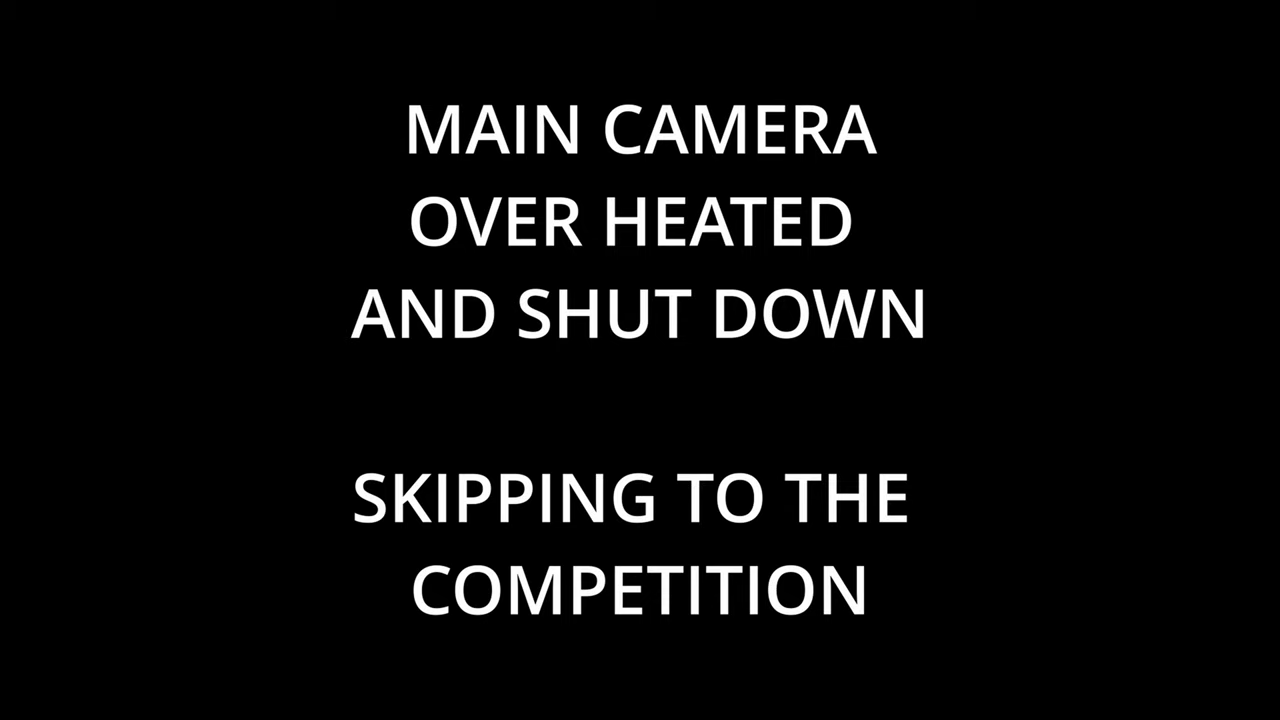 MAIN CAMERA
OVER HEATED
AND SHUT DOWN
SKIPPING TO THE
COMPETITION